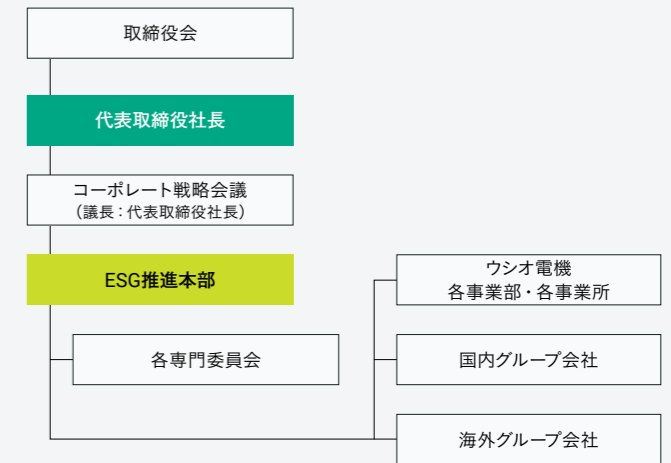 取締役会
代表取締役社長
コーポレート戦略会議
（議長：代表取締役社長）
ESG推進本部
各専門委員会
ウシオ電機
各事業部・各事業所
国内グループ会社
海外グループ会社